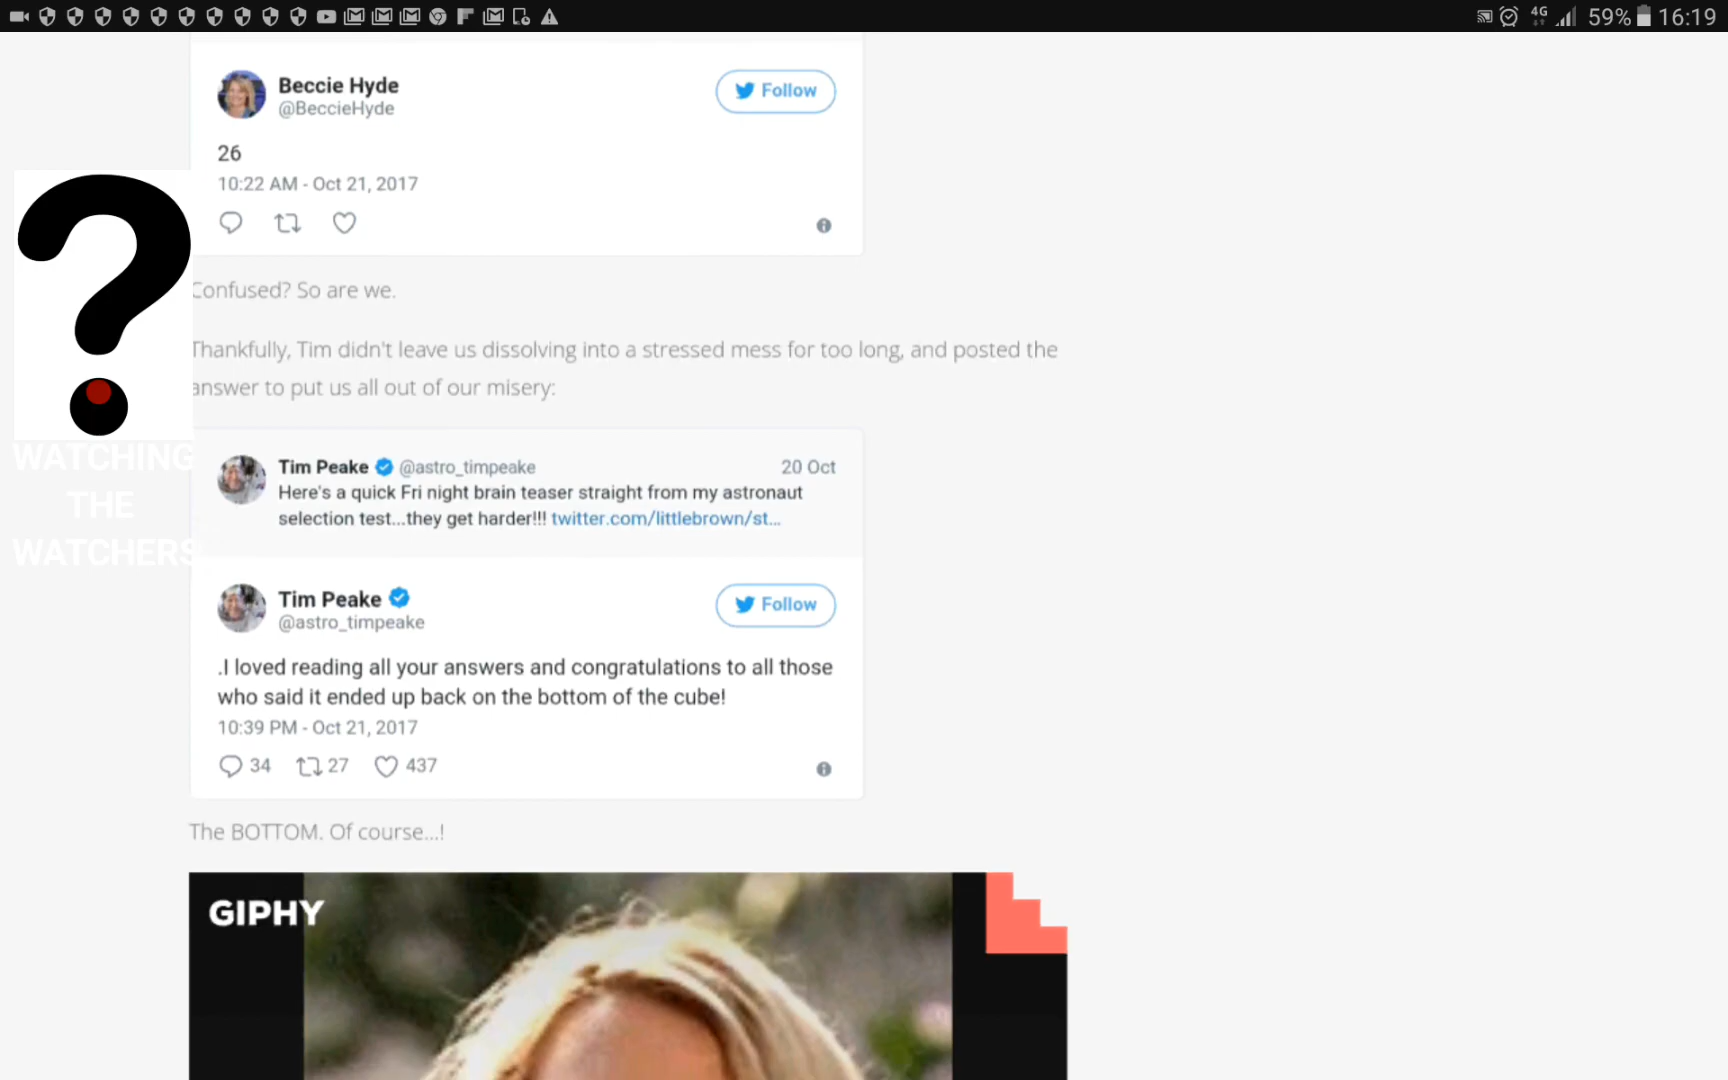 4G 59% 16:19
Beccie Hyde
@BeccieHyde
Follow
26
10:22 AM - Oct 21, 2017
Confused? So are we.
Thankfully, Tim didn't leave us dissolving into a stressed mess for too long, and posted the
answer to put us all out of our misery:
WATCHING
THE
WATCHERS
Tim Peake @astro_timpeake 20 Oct
Here's a quick Fri night brain teaser straight from my astronaut
selection test...they get harder!!! twitter.com/littlebrown/st...
Tim Peake
@astro_timpeake
Follow
.I loved reading all your answers and congratulations to all those
who said it ended up back on the bottom of the cube!
10:39 PM - Oct 21, 2017
34 27 437
The BOTTOM. Of course...!
GIPHY